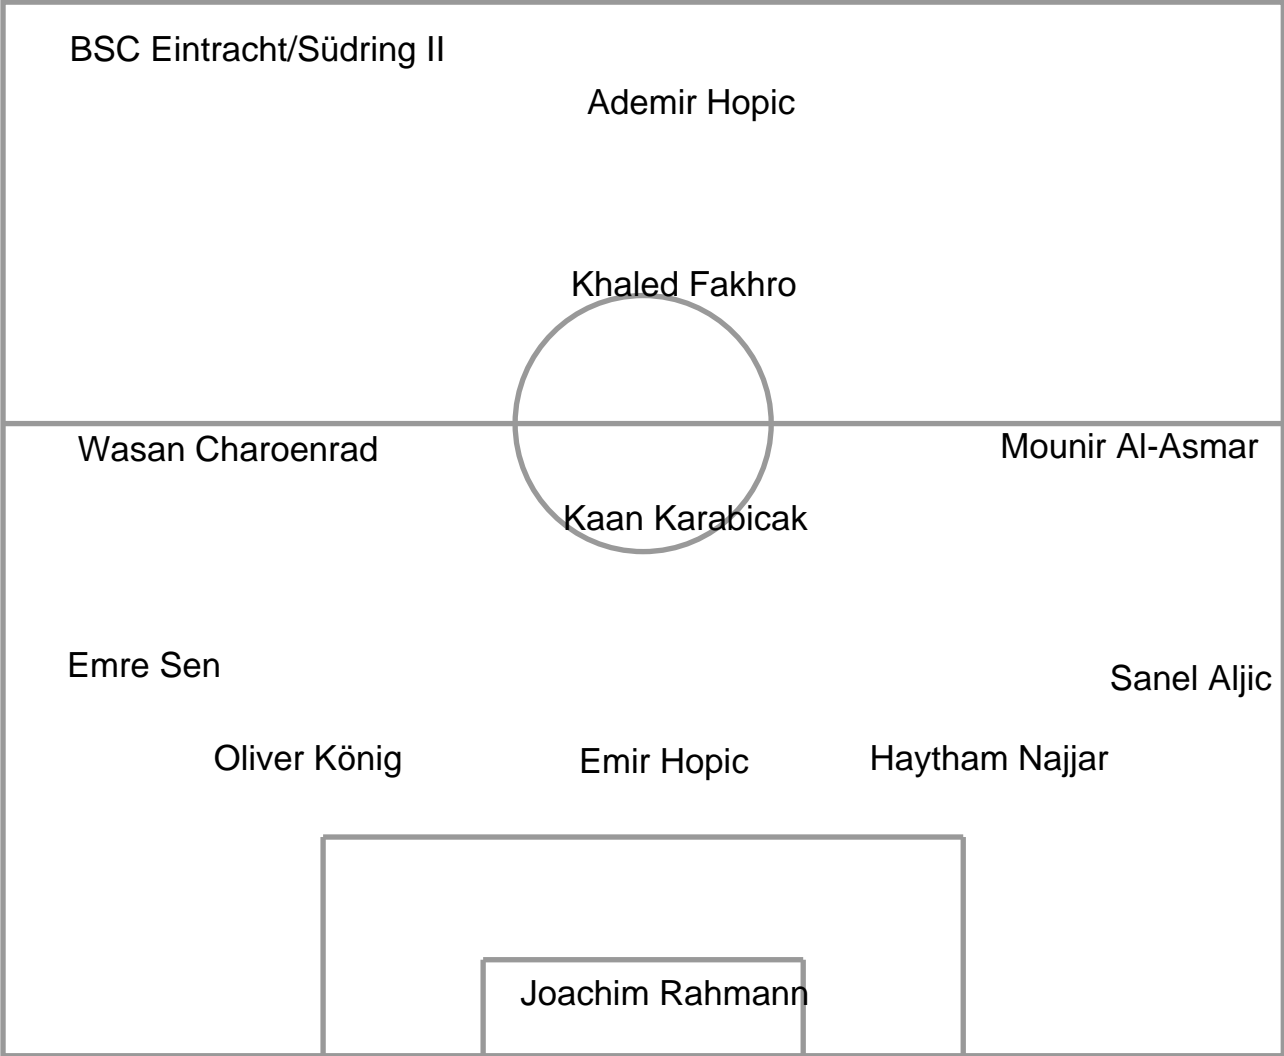 BSC Eintracht/Südring II
Ademir Hopic
Khaled Fakhro
Wasan Charoenrad
Mounir Al-Asmar
Kaan Karabicak
Emre Sen
Sanel Aljic
Oliver König
Emir Hopic
Haytham Najjar
Joachim Rahmann